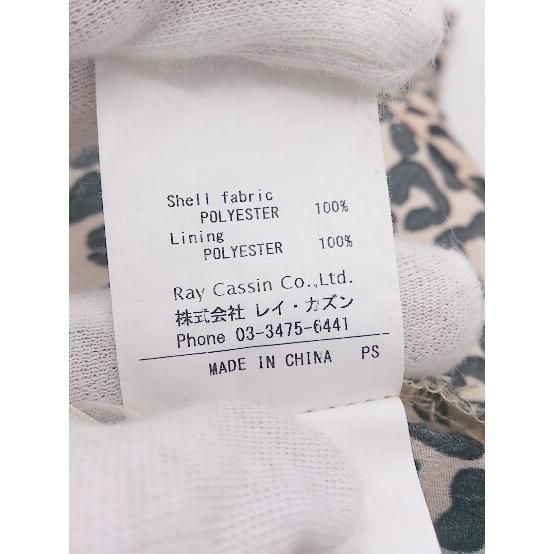 Shell fabric
POLYESTER 100%
Lining
POLYESTER 100%
Ray Cassin Co.,Ltd.
株式会社 レイ・カズン
Phone 03-3475-6441
MADE IN CHINA PS